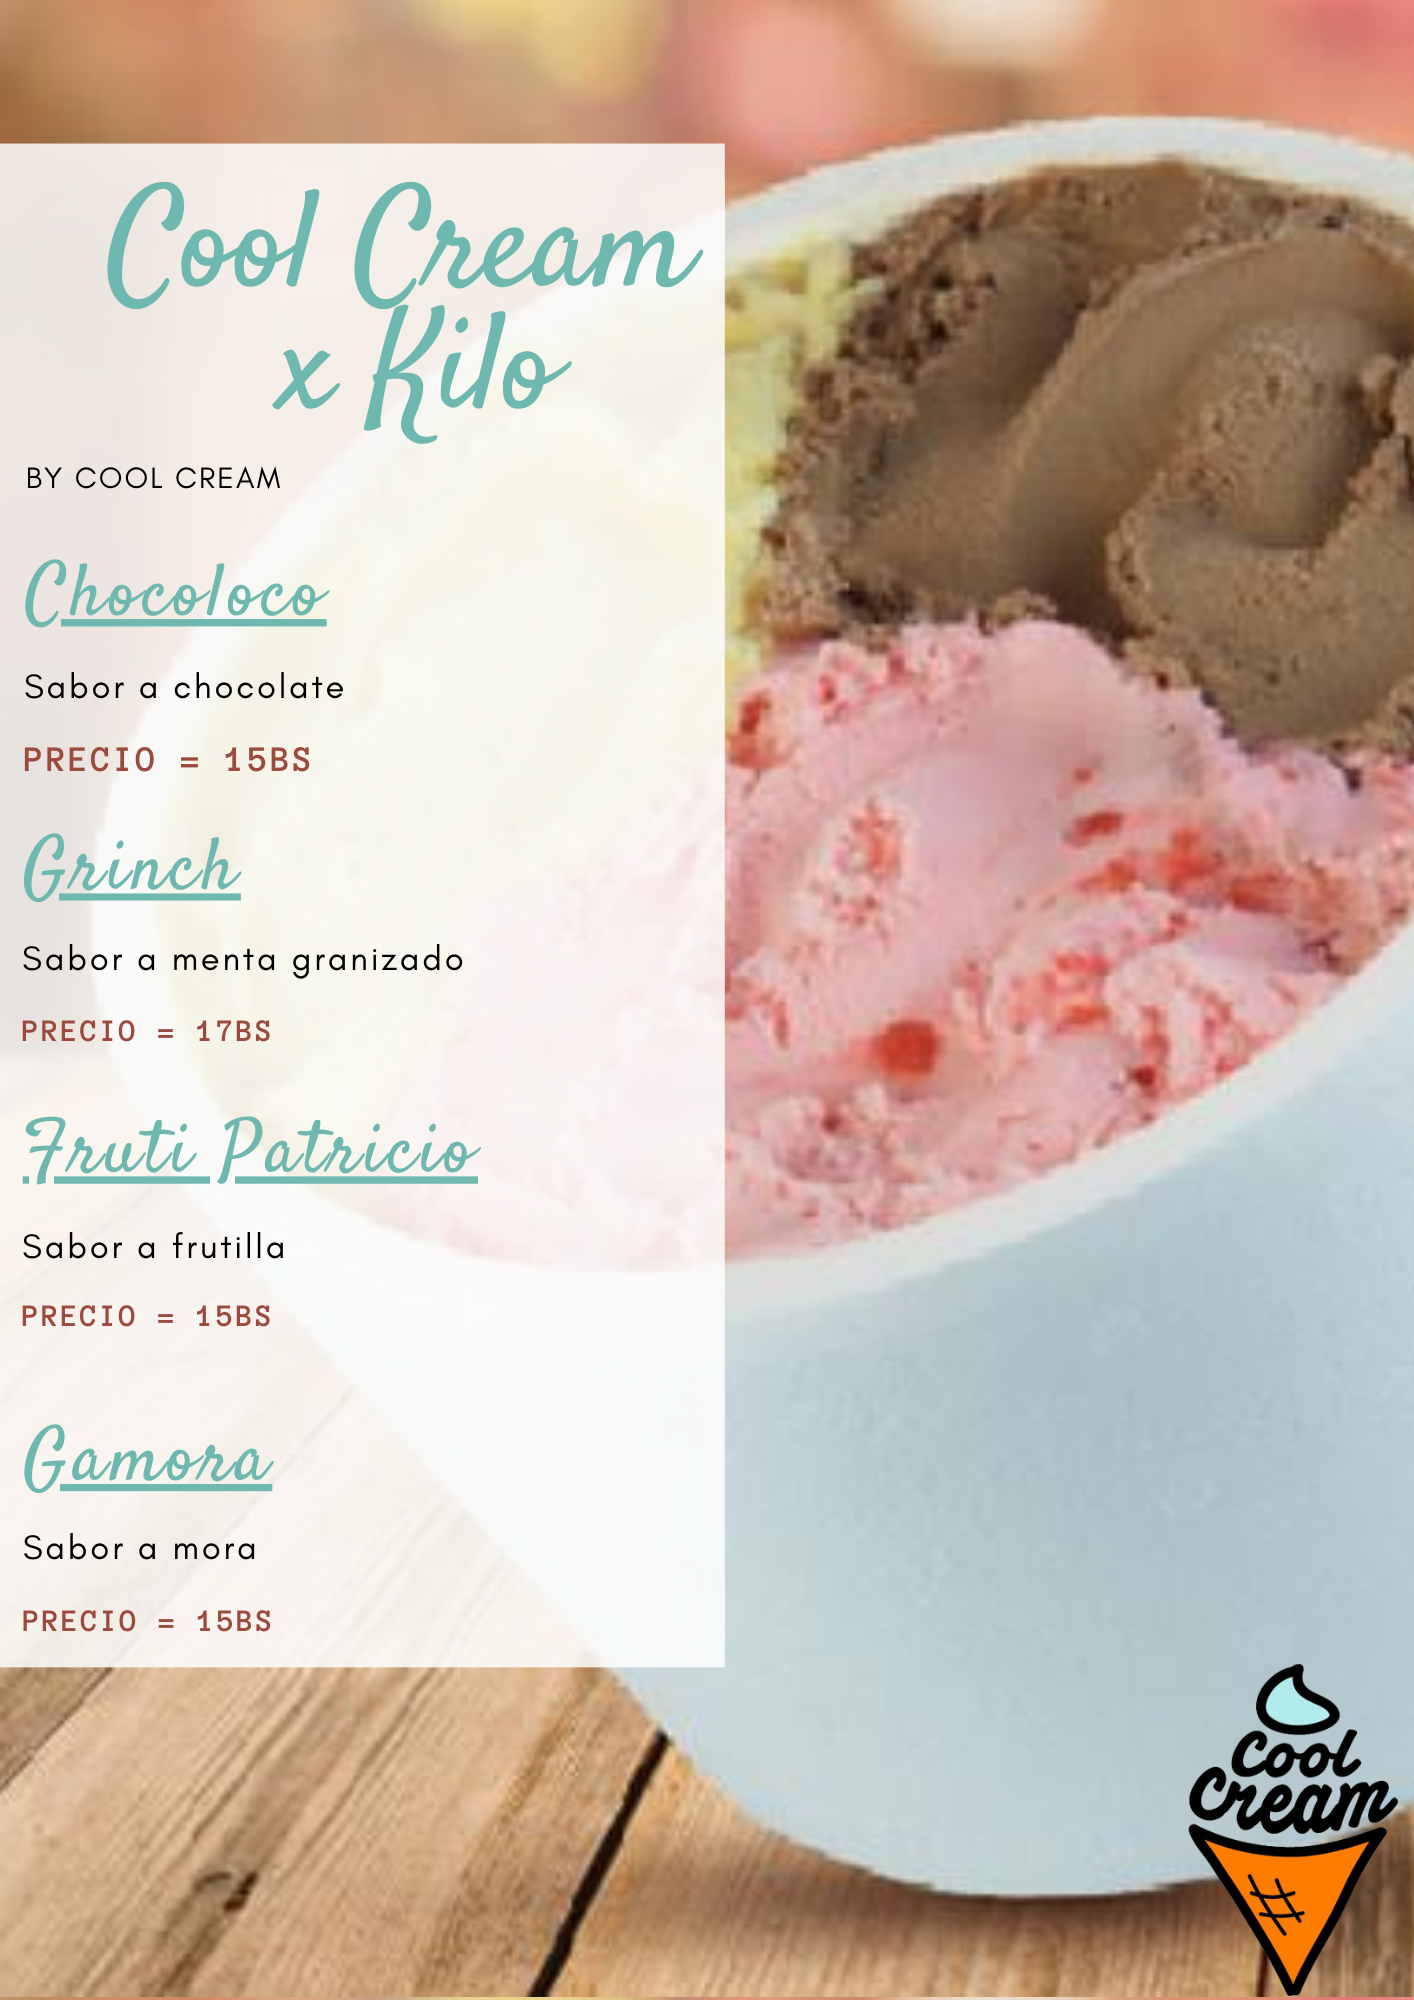 Cool Cream
x Kilo
BY COOL CREAM
Chocoloco
Sabor a chocolate
PRECIO = 15BS
Grinch
Sabor a menta granizado
PRECIO = 17BS
Fruti Patricio
Sabor a frutilla
PRECIO = 15BS
Gamora
Sabor a mora
PRECIO = 15BS
Cool
Cream